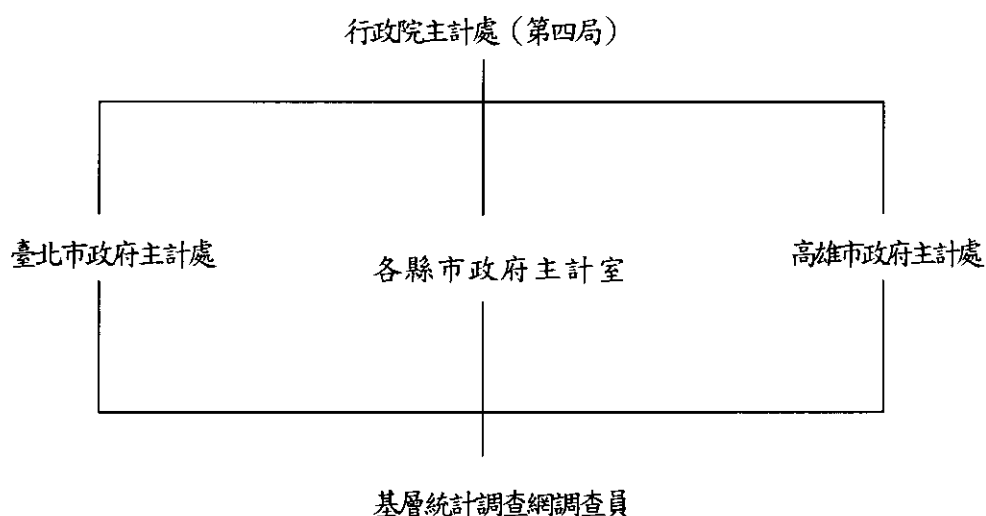 行政院主計處（第四局）
臺北市政府主計處
各縣市政府主計室
高雄市政府主計處
基層統計調查網調查員